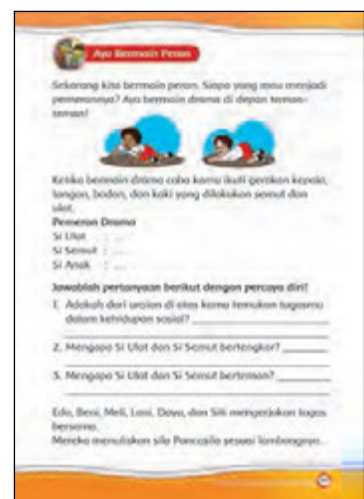 Ayo Bermain Peran
Sekarang kita bermain peran. Siapa yang mau menjadi
pemerannya? Ayo bermain drama di depan teman-
teman!
Ketika bermain drama coba kamu ikuti gerakan kepala,
tangan, badan, dan kaki yang dilakukan semut dan
ulat.
Pemeran Drama
Si Ulat : ...
Si Semut : ...
Si Anak : ...
Jawablah pertanyaan berikut dengan percaya diri!
1. Adakah dari uraian di atas kamu temukan tugasmu
dalam kehidupan sosial?
2. Mengapa Si Ulat dan Si Semut bertengkar?
3. Mengapa Si Ulat dan Si Semut berteman?
Edo, Beni, Meli, Lani, Dayu, dan Siti mengerjakan tugas
bersama.
Mereka menuliskan sila Pancasila sesuai lambangnya.